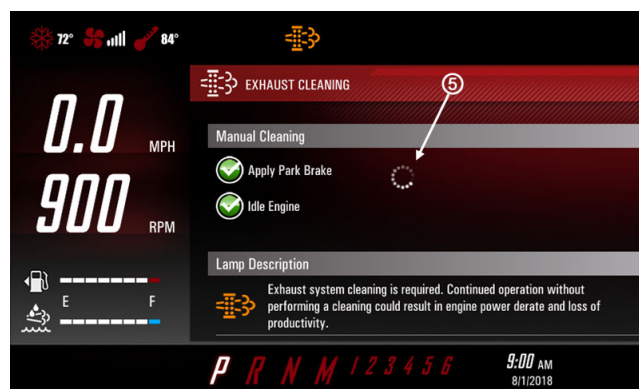 72° 84°
EXHAUST CLEANING
5
0.0 MPH
900 RPM
Manual Cleaning
Apply Park Brake
Idle Engine
E F
Lamp Description
Exhaust system cleaning is required. Continued operation without
performing a cleaning could result in engine power derate and loss of
productivity.
P R N M 1 2 3 4 5 6
9:00 AM
8/1/2018